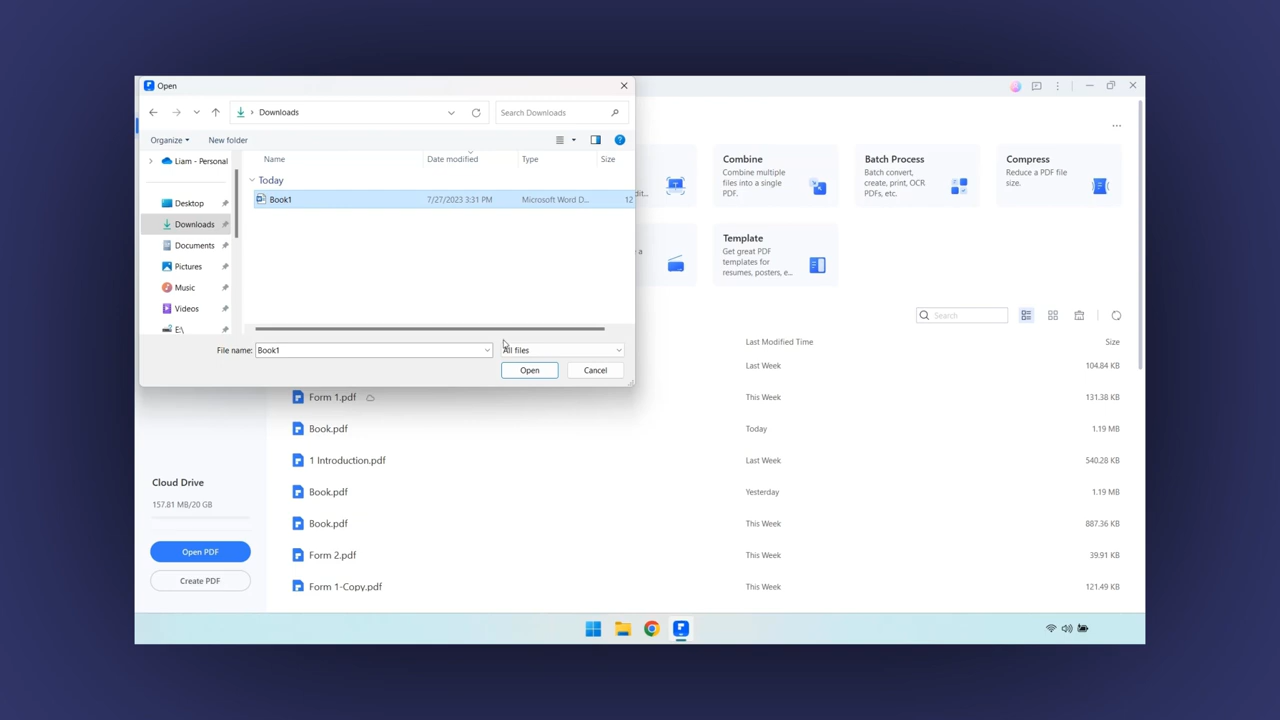 Open
Downloads
Search Downloads
Organize
New folder
Liam - Personal
Desktop
Downloads
Documents
Pictures
Music
Videos
E:\
Name
Date modified
Type
Size
Today
Book1
7/27/2023 3:31 PM
Microsoft Word D...
12
File name:
Book1
All files
Open
Cancel
dit...
Combine
Combine multiple
files into a single
PDF.
Batch Process
Batch convert,
create, print, OCR
PDFs, etc.
Compress
Reduce a PDF file
size.
e a
Template
Get great PDF
templates for
resumes, posters, e...
Search
Last Modified Time
Size
Last Week
104.84 KB
Form 1.pdf
This Week
131.38 KB
Book.pdf
Today
1.19 MB
1 Introduction.pdf
Last Week
540.28 KB
Book.pdf
Yesterday
1.19 MB
Book.pdf
This Week
887.36 KB
Form 2.pdf
This Week
39.91 KB
Form 1-Copy.pdf
This Week
121.49 KB
Cloud Drive
157.81 MB/20 GB
Open PDF
Create PDF